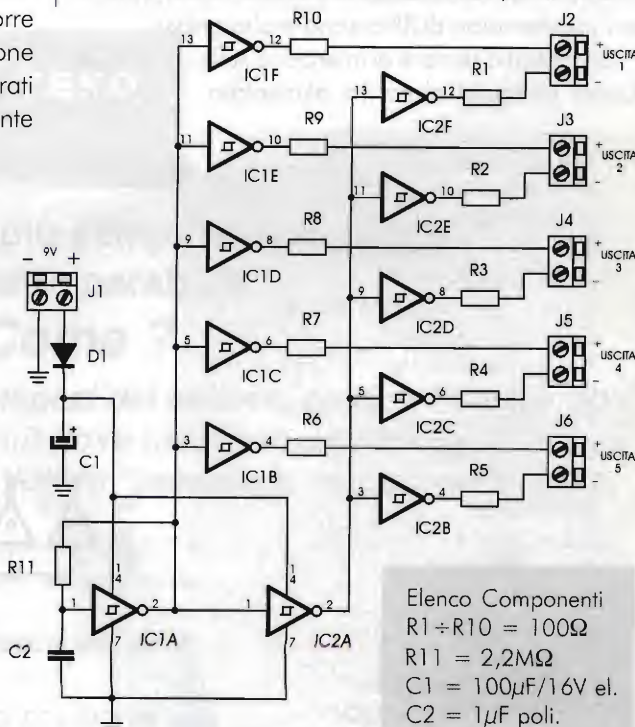 orre
one
rati
nte
R10
J2
13
12
IC1F
+
USCITA
1
-
R1
13
12
IC2F
R9
J3
11
10
IC1E
+
USCITA
2
-
R2
11
10
IC2E
R8
J4
9
8
IC1D
+
USCITA
3
-
R3
9
8
IC2D
- 9V +
J1
D1
R7
J5
5
6
IC1C
+
USCITA
4
-
R4
5
6
IC2C
+
C1
R6
J6
3
4
IC1B
+
USCITA
5
-
R5
3
4
IC2B
R11
1
4
1
2
7
IC1A
1
4
1
2
7
IC2A
C2
Elenco Componenti
R1÷R10 = 100Ω
R11 = 2,2MΩ
C1 = 100µF/16V el.
C2 = 1µF poli.